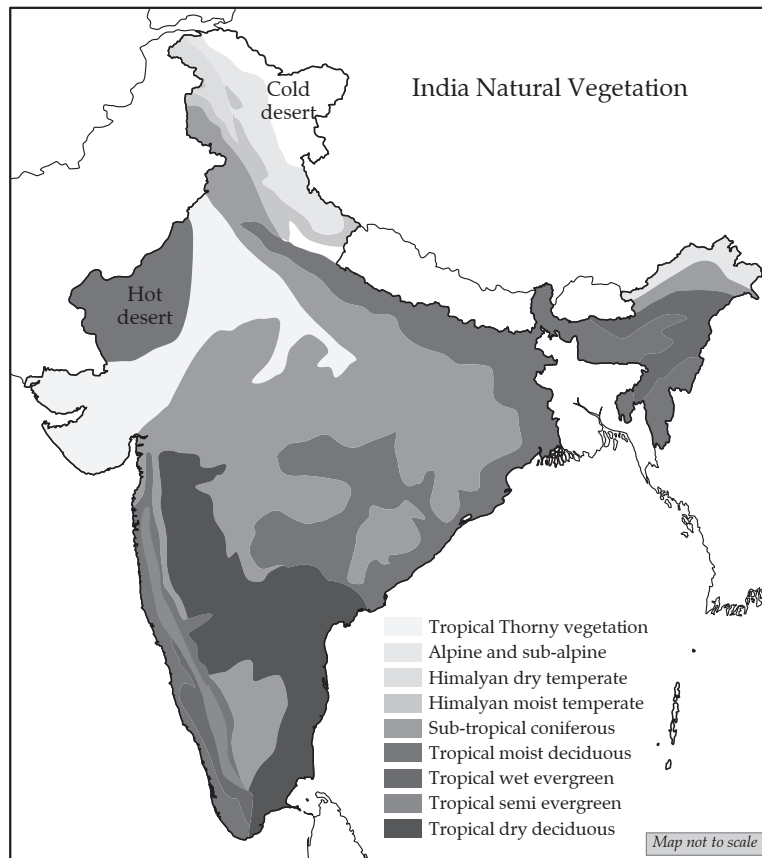 India Natural Vegetation
Cold
desert
Hot
desert
Tropical Thorny vegetation
Alpine and sub-alpine
Himalyan dry temperate
Himalyan moist temperate
Sub-tropical coniferous
Tropical moist deciduous
Tropical wet evergreen
Tropical semi evergreen
Tropical dry deciduous
Map not to scale